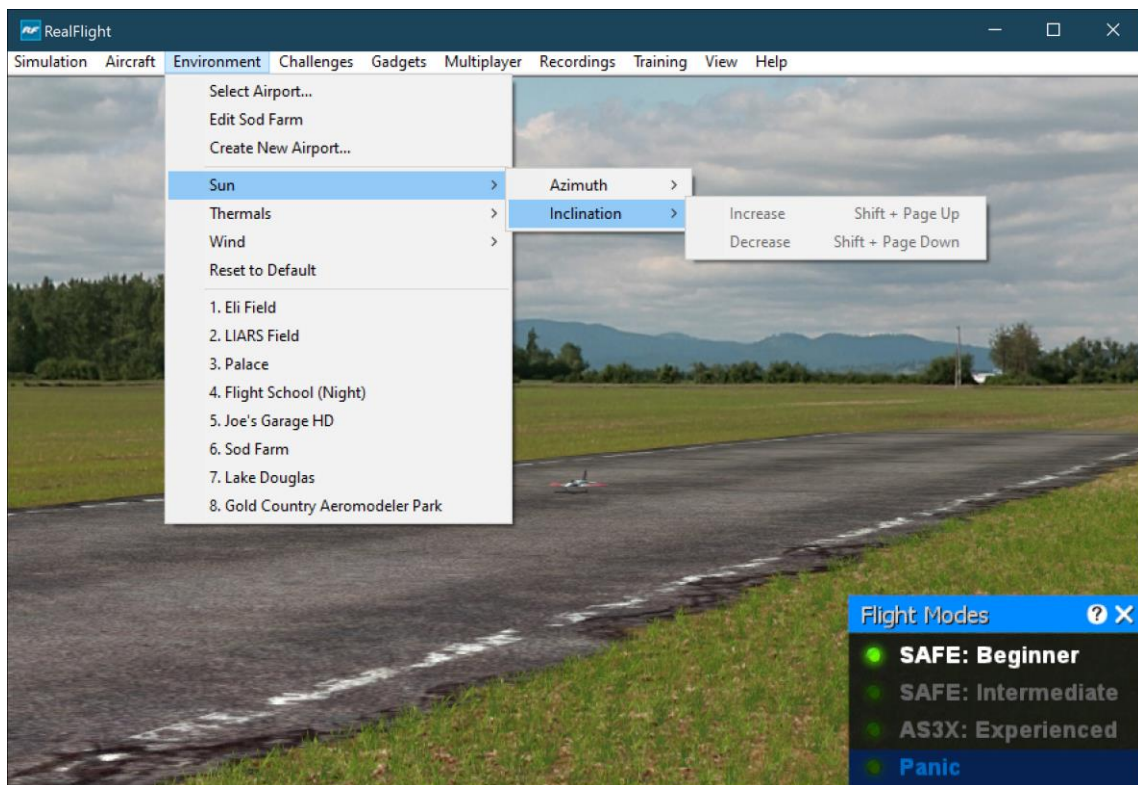 RealFlight
Simulation Aircraft Environment Challenges Gadgets Multiplayer Recordings Training View Help
Select Airport...
Edit Sod Farm
Create New Airport...
Sun
Thermals
Wind
Reset to Default
1. Eli Field
2. LIARS Field
3. Palace
4. Flight School (Night)
5. Joe's Garage HD
6. Sod Farm
7. Lake Douglas
8. Gold Country Aeromodeler Park
Azimuth
Inclination
Increase Shift + Page Up
Decrease Shift + Page Down
Flight Modes
SAFE: Beginner
SAFE: Intermediate
AS3X: Experienced
Panic